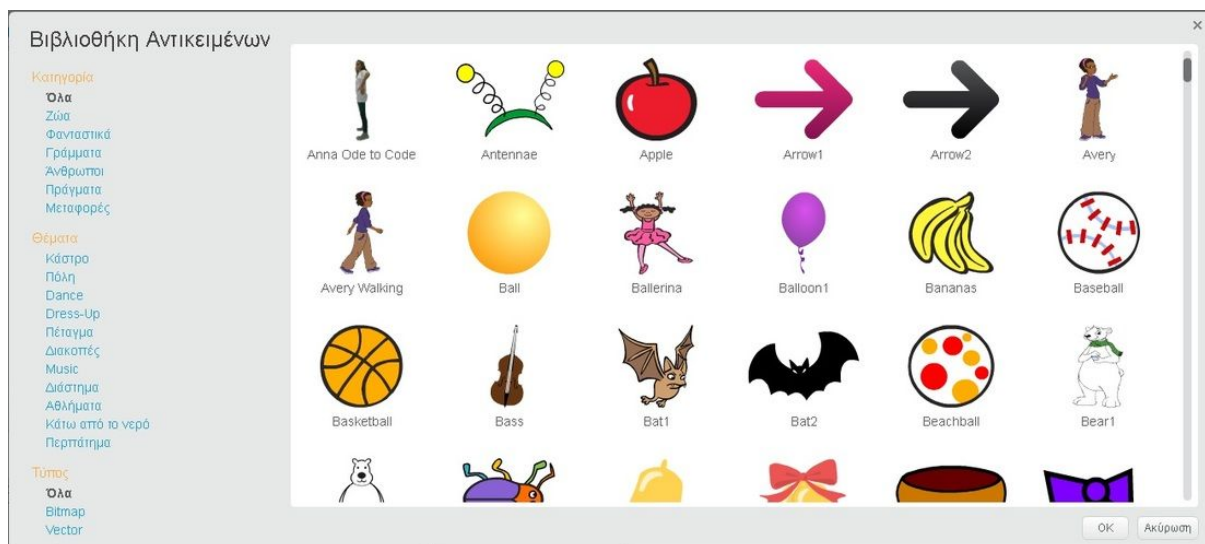 Βιβλιοθήκη Αντικειμένων
Κατηγορία
Όλα
Ζώα
Φανταστικά
Γράμματα
Άνθρωποι
Πράγματα
Μεταφορές
Θέματα
Κάστρο
Πόλη
Dance
Dress-Up
Πέταγμα
Διακοπές
Music
Διάστημα
Αθλήματα
Κάτω από το νερό
Περπάτημα
Τύπος
Όλα
Bitmap
Vector
Anna Ode to Code Antennae Apple Arrow1 Arrow2 Avery
Avery Walking Ball Ballerina Balloon1 Bananas Baseball
Basketball Bass Bat1 Bat2 Beachball Bear1
OK Ακύρωση